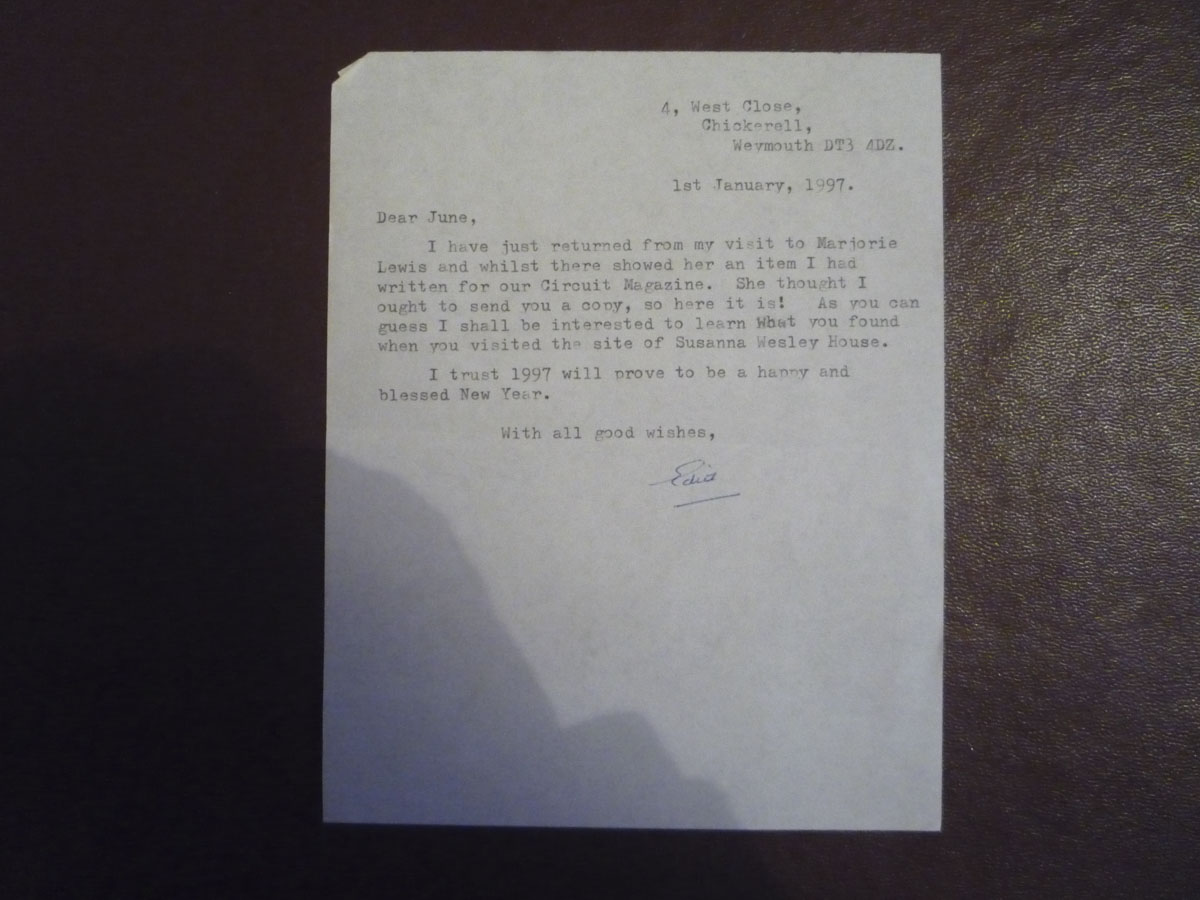 4, West Close,
Chickerell,
Weymouth DT3 4DZ.
1st January, 1997.
Dear June,
I have just returned from my visit to Marjorie
Lewis and whilst there showed her an item I had
written for our Circuit Magazine. She thought I
ought to send you a copy, so here it is! As you can
guess I shall be interested to learn What you found
when you visited the site of Susanna Wesley House.
I trust 1997 will prove to be a happy and
blessed New Year.
With all good wishes,